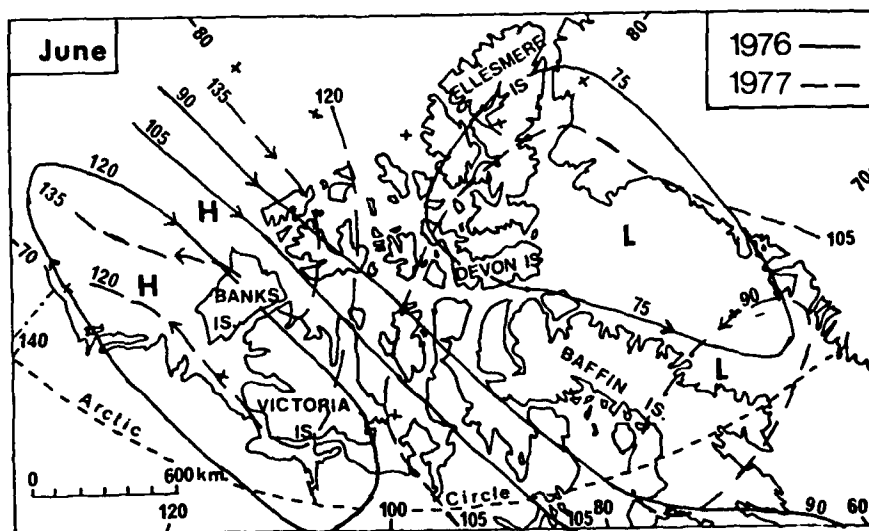 June
1976
1977
80
80
ELLESMERE
IS
75
120
135
90
105
120
135
H
70
L
105
DEVON IS
70
H
120
BANKS
IS
75
90
140
L
BAFFIN
IS.
Arctic
VICTORIA
IS.
0
600 km.
Circle
120
100
105
105
80
90
60